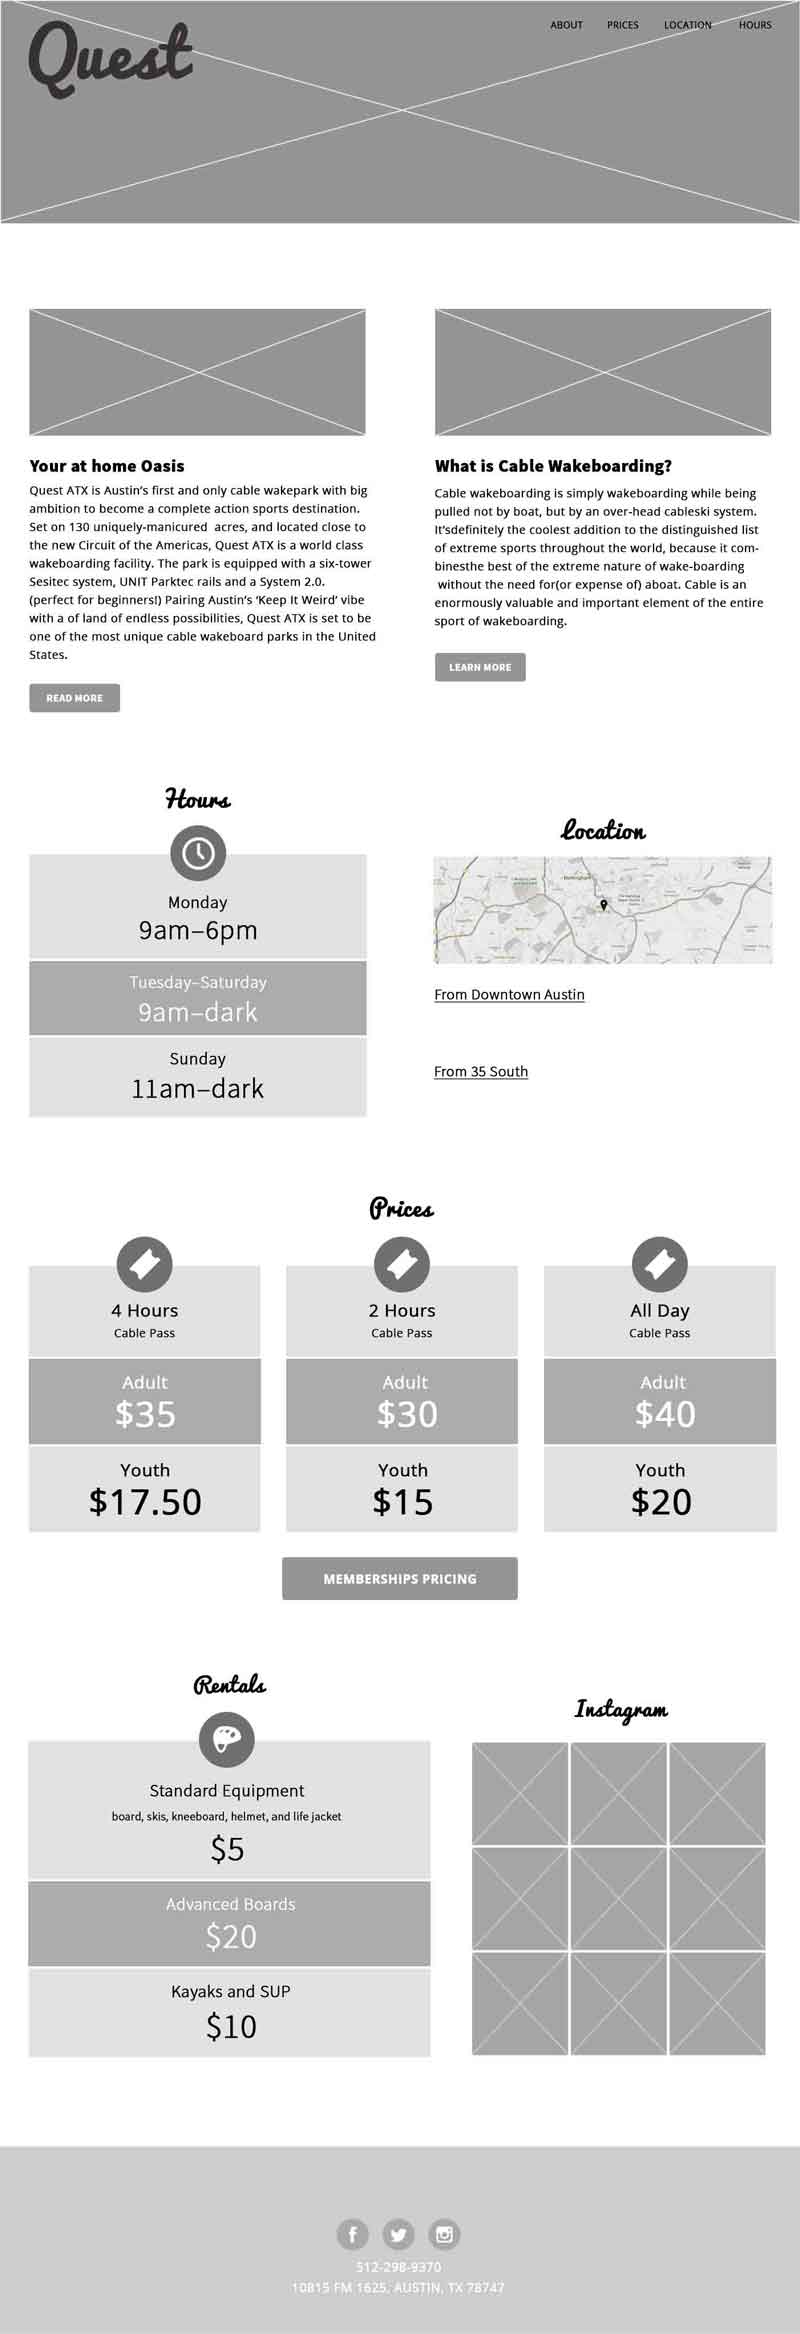 Quest
ABOUT PRICES LOCATION HOURS
Your at home Oasis
Quest ATX is Austin's first and only cable wakepark with big
ambition to become a complete action sports destination.
Set on 130 uniquely-manicured acres, and located close to
the new Circuit of the Americas, Quest ATX is a world class
wakeboarding facility. The park is equipped with a six-tower
Sesitec system, UNIT Parktec rails and a System 2.0.
(perfect for beginners!) Pairing Austin's 'Keep It Weird' vibe
with a of land of endless possibilities, Quest ATX is set to be
one of the most unique cable wakeboard parks in the United
States.
READ MORE
What is Cable Wakeboarding?
Cable wakeboarding is simply wakeboarding while being
pulled not by boat, but by an over-head cableski system.
It'sdefinitely the coolest addition to the distinguished list
of extreme sports throughout the world, because it com-
binesthe best of the extreme nature of wake-boarding
without the need for(or expense of) aboat. Cable is an
enormously valuable and important element of the entire
sport of wakeboarding.
LEARN MORE
Hours
Monday
9am–6pm
Tuesday–Saturday
9am–dark
Sunday
11am–dark
Location
From Downtown Austin
From 35 South
Prices
4 Hours
Cable Pass
Adult
$35
Youth
$17.50
2 Hours
Cable Pass
Adult
$30
Youth
$15
All Day
Cable Pass
Adult
$40
Youth
$20
MEMBERSHIPS PRICING
Rentals
Standard Equipment
board, skis, kneeboard, helmet, and life jacket
$5
Advanced Boards
$20
Kayaks and SUP
$10
Instagram
512-298-9370
10815 FM 1625, AUSTIN, TX 78747